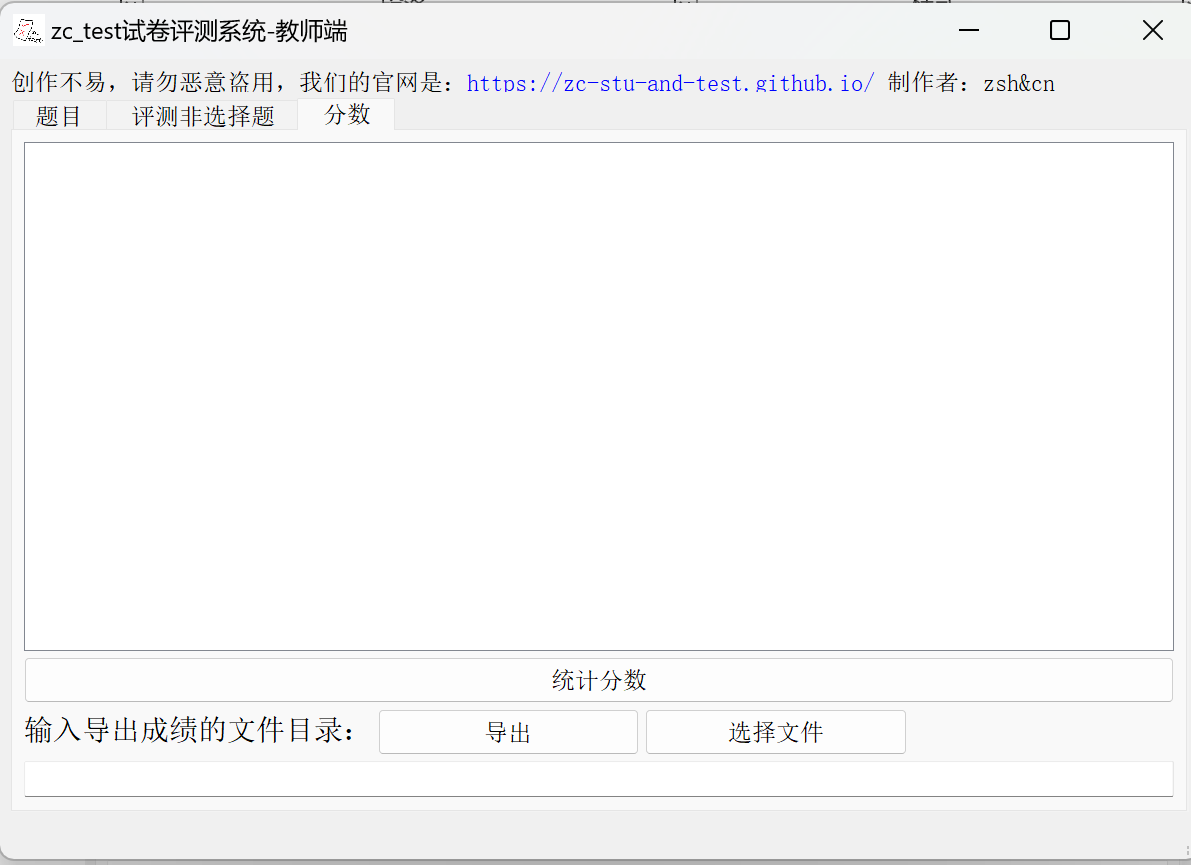 zc_test试卷评测系统-教师端
创作不易，请勿恶意盗用，我们的官网是：https://zc-stu-and-test.github.io/ 制作者：zsh&cn
题目 评测非选择题 分数
统计分数
输入导出成绩的文件目录： 导出 选择文件